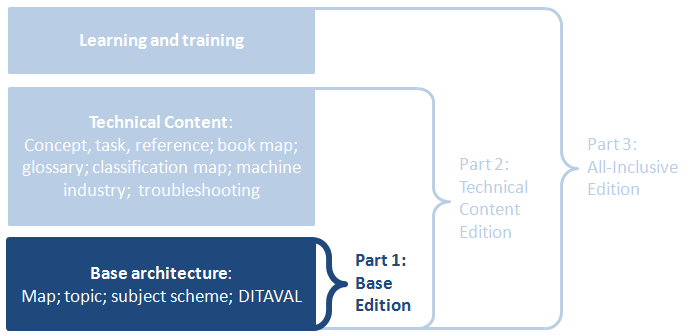 Learning and training
Technical Content:
Concept, task, reference; book map;
glossary; classification map; machine
industry;  troubleshooting
Base architecture:
Map; topic; subject scheme; DITAVAL
Part 1:
Base
Edition
Part 2:
Technical
Content
Edition
Part 3:
All-Inclusive
Edition